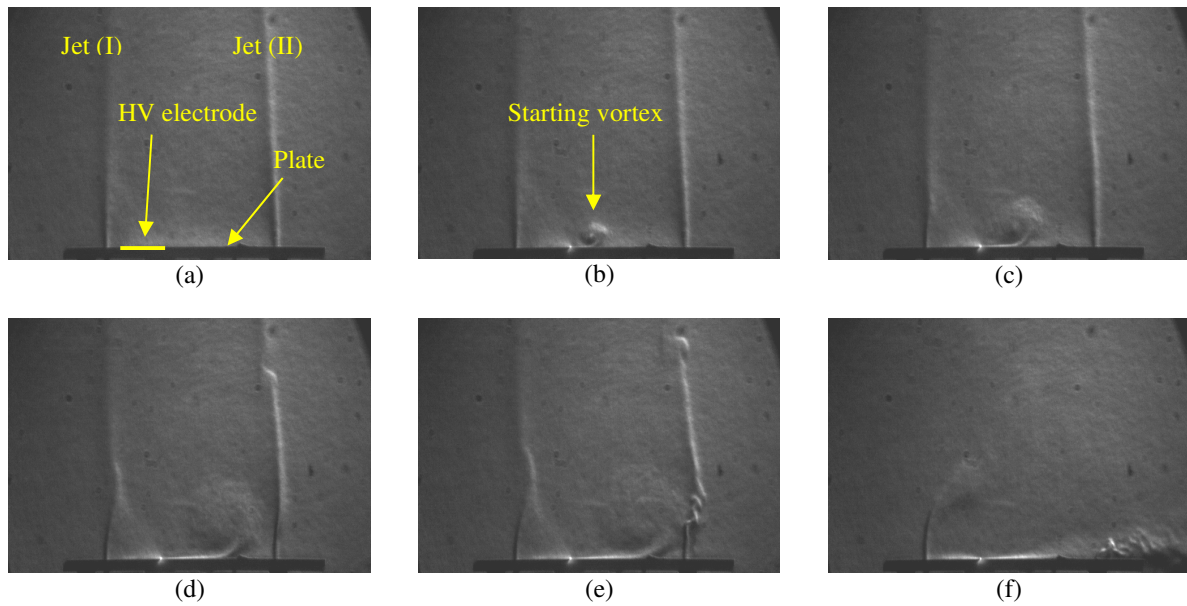 Jet (I)
Jet (II)
HV electrode
Plate
Starting vortex
(a)
(b)
(c)
(d)
(e)
(f)